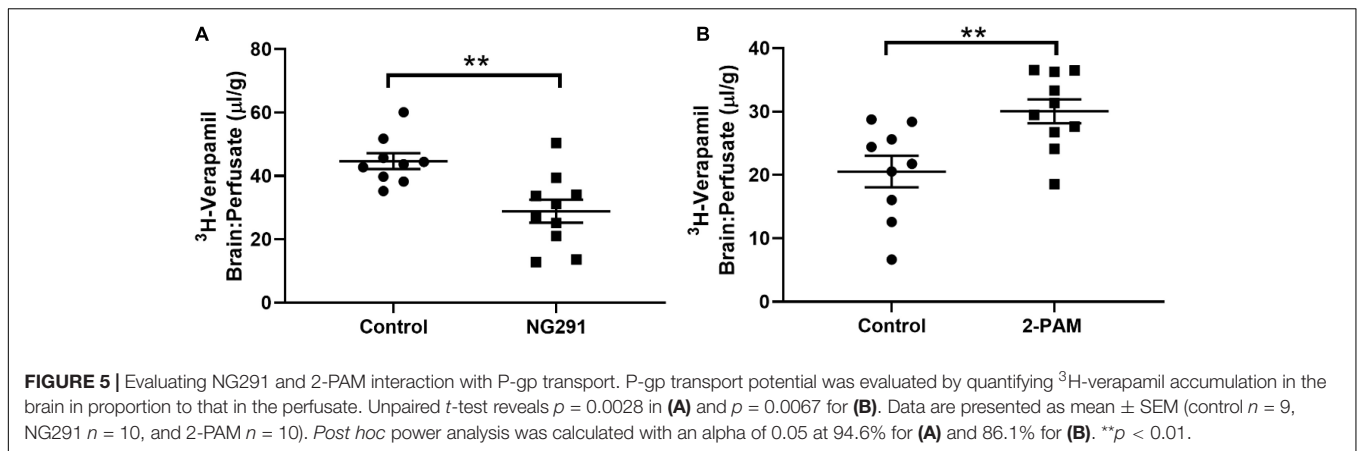 A
B
80
60
40
20
0
³H-Verapamil
Brain:Perfusate (µl/g)
**
Control
NG291
40
30
20
10
0
³H-Verapamil
Brain:Perfusate (µl/g)
**
Control
2-PAM
FIGURE 5 | Evaluating NG291 and 2-PAM interaction with P-gp transport. P-gp transport potential was evaluated by quantifying ³H-verapamil accumulation in the
brain in proportion to that in the perfusate. Unpaired t-test reveals p = 0.0028 in (A) and p = 0.0067 for (B). Data are presented as mean ± SEM (control n = 9,
NG291 n = 10, and 2-PAM n = 10). Post hoc power analysis was calculated with an alpha of 0.05 at 94.6% for (A) and 86.1% for (B). **p < 0.01.